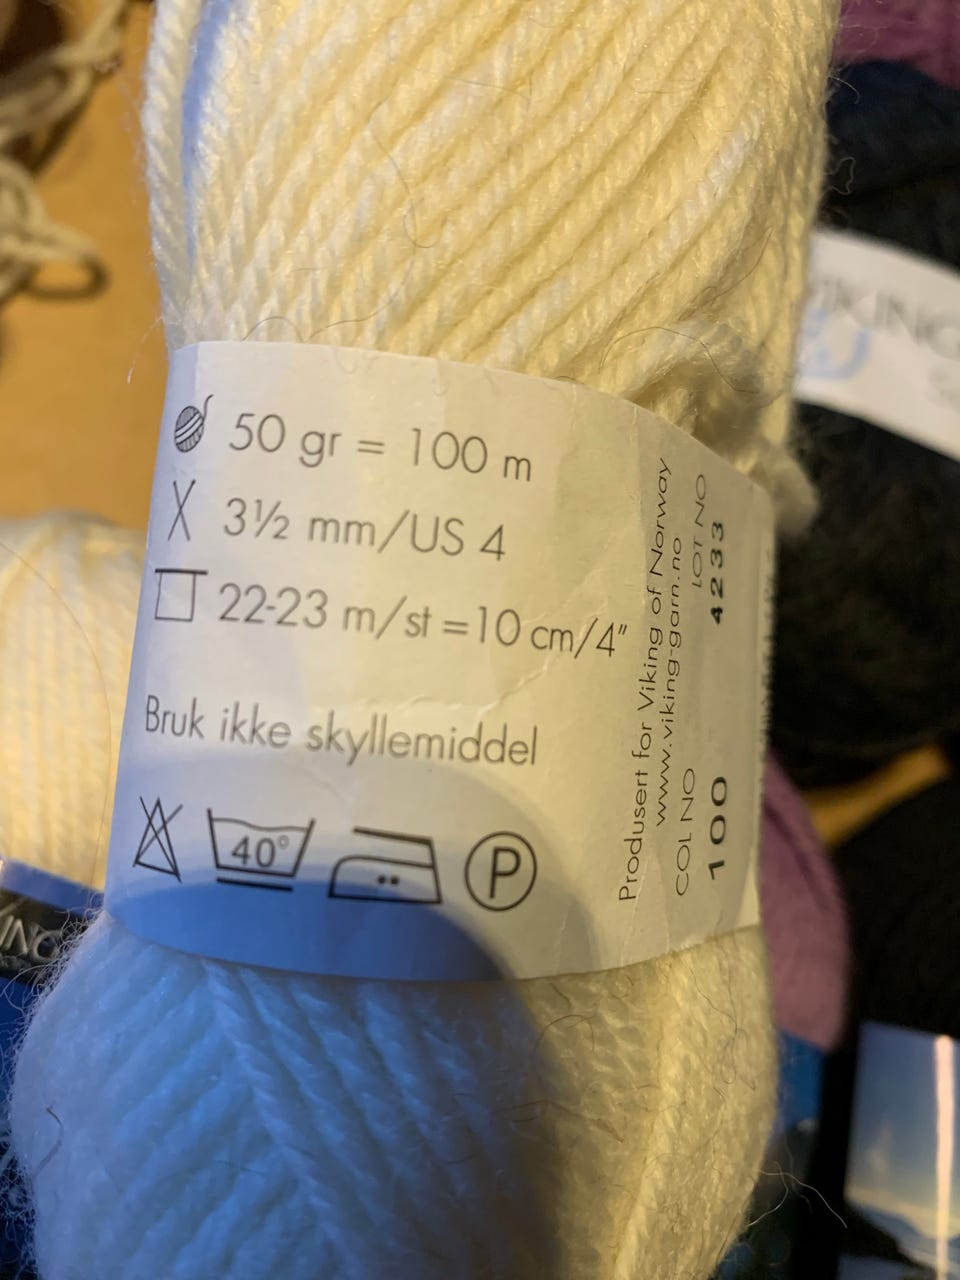 50 gr = 100 m
3½ mm/US 4
22-23 m/st =10 cm/4"
Bruk ikke skyllemiddel
40°
P
Produsert for Viking of Norway
www.viking-garn.no
COL NO
LOT NO
100
4233